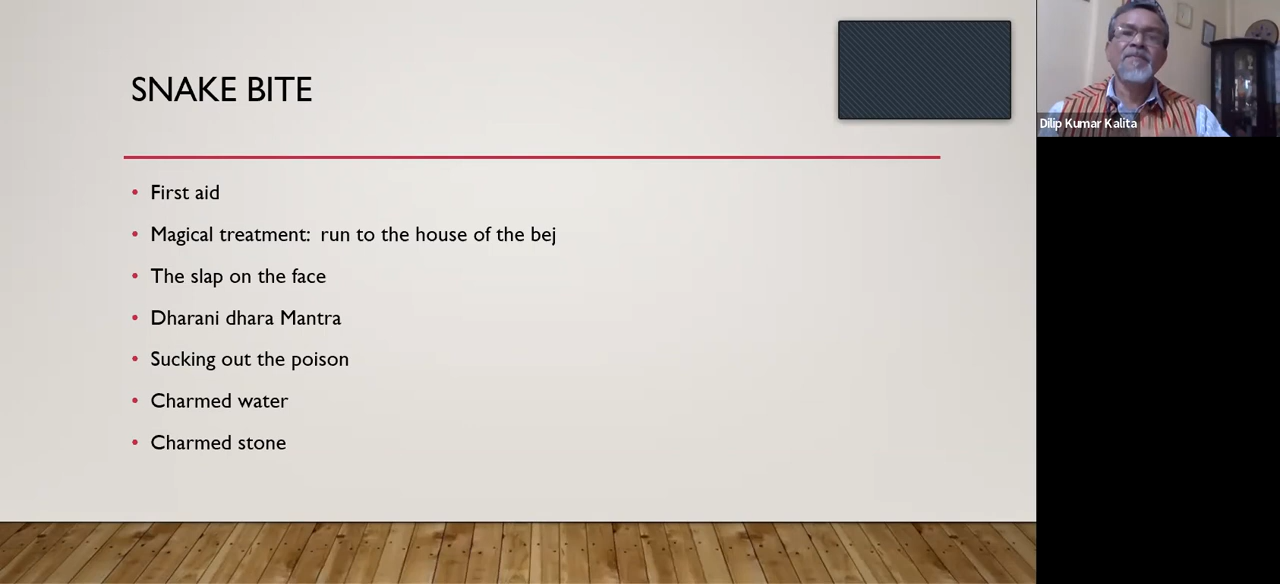 SNAKE BITE
First aid
Magical treatment: run to the house of the bej
The slap on the face
Dharani dhara Mantra
Sucking out the poison
Charmed water
Charmed stone
Dilip Kumar Kalita